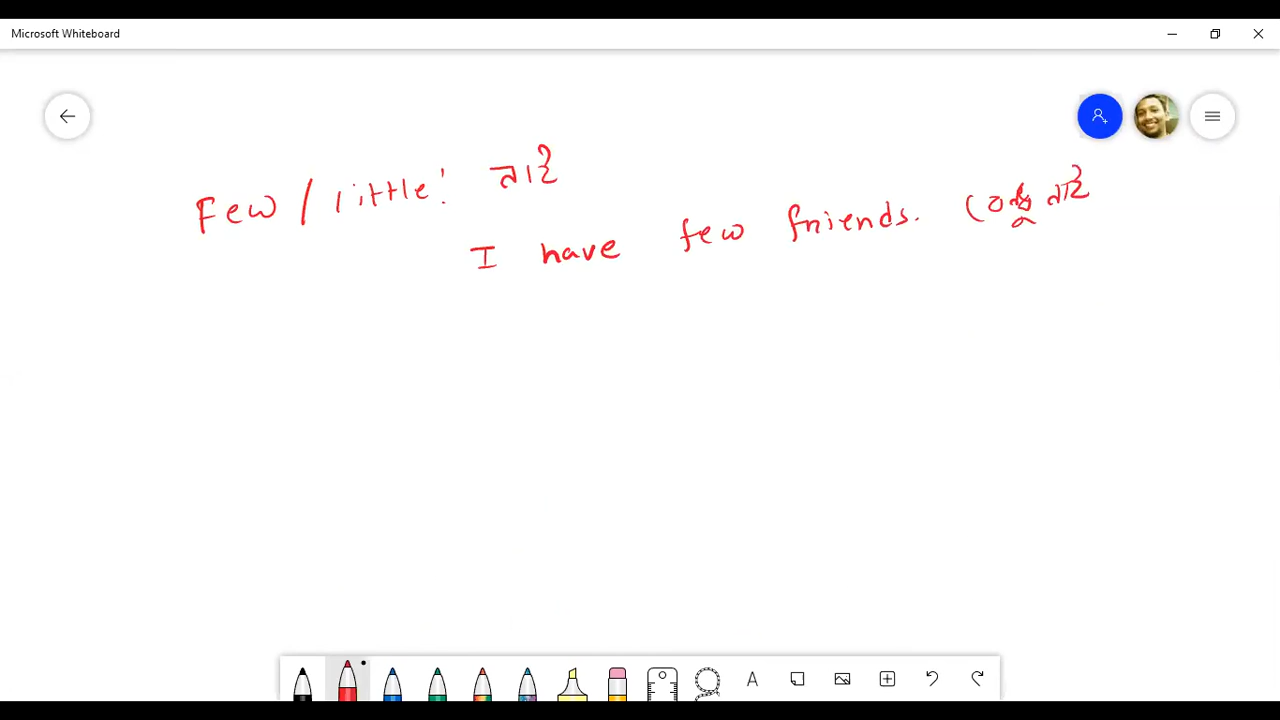 Microsoft Whiteboard
Few / little: নাই
I have few friends. ( নাই
A